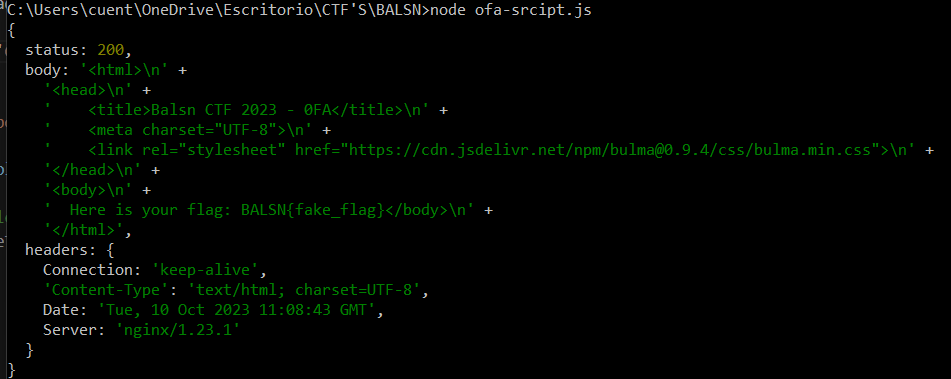 C:\Users\cuent\OneDrive\Escritorio\CTF'S\BALSN>node ofa-srcipt.js
{
  status: 200,
  body: '<html>\n' +
    '<head>\n' +
    '    <title>Balsn CTF 2023 - 0FA</title>\n' +
    '    <meta charset="UTF-8">\n' +
    '    <link rel="stylesheet" href="https://cdn.jsdelivr.net/npm/bulma@0.9.4/css/bulma.min.css">\n' +
    '</head>\n' +
    '<body>\n' +
    '  Here is your flag: BALSN{fake_flag}</body>\n' +
    '</html>',
  headers: {
    Connection: 'keep-alive',
    'Content-Type': 'text/html; charset=UTF-8',
    Date: 'Tue, 10 Oct 2023 11:08:43 GMT',
    Server: 'nginx/1.23.1'
  }
}